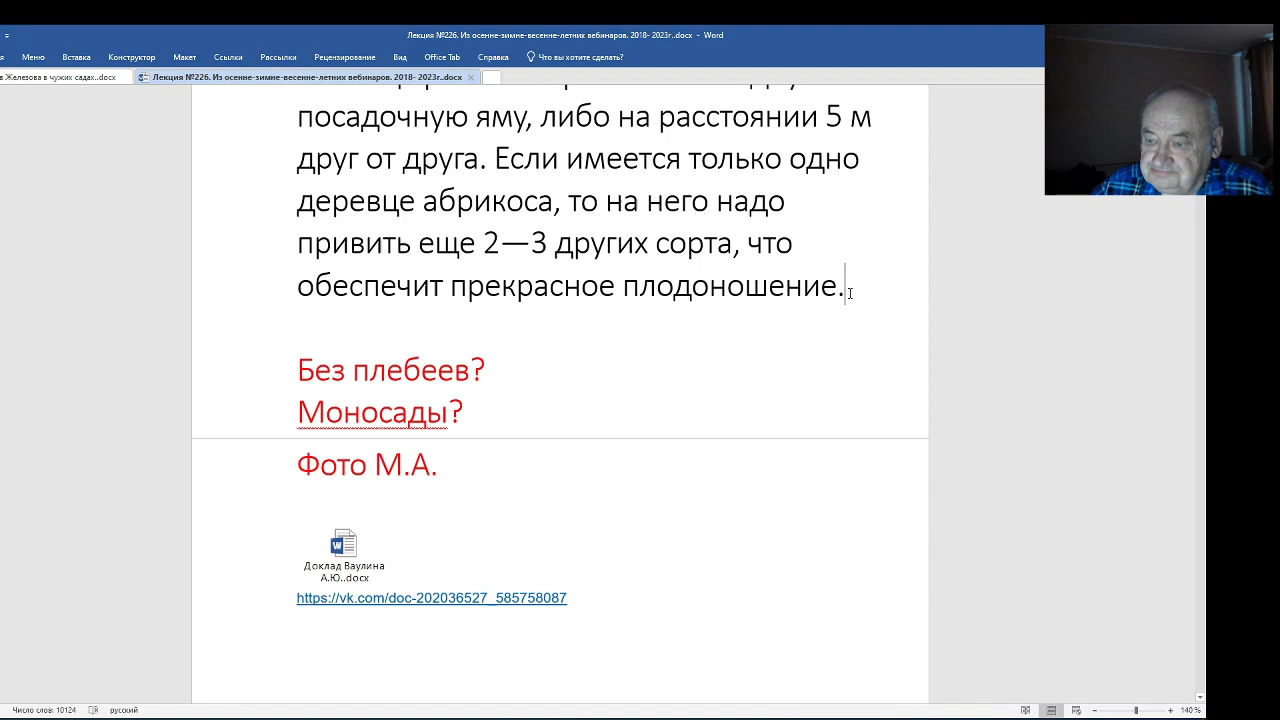 Лекция №226. Из осенне-зимне-весенне-летних вебинаров. 2018- 2023г..docx - Word
Меню Вставка Конструктор Макет Ссылки Рассылки Рецензирование Вид Office Tab Справка Что вы хотите сделать?
в Железова в чужих садах..docx Лекция №226. Из осенне-зимне-весенне-летних вебинаров. 2018- 2023г..docx
посадочную яму, либо на расстоянии 5 м
друг от друга. Если имеется только одно
деревце абрикоса, то на него надо
привить еще 2—3 других сорта, что
обеспечит прекрасное плодоношение.
Без плебеев?
Моносады?
Фото М.А.
Доклад Ваулина
А.Ю..docx
https://vk.com/doc-202036527_585758087
Число слов: 10124 русский 140 %